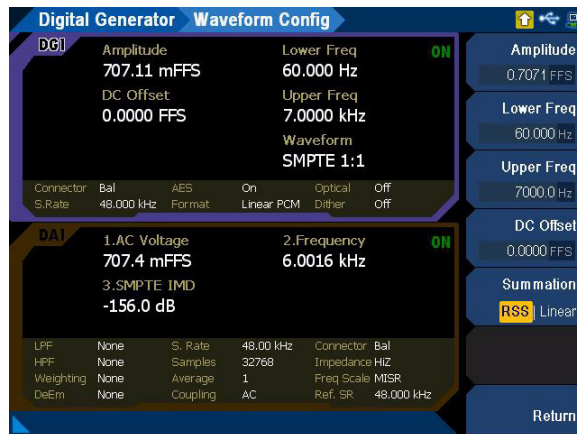 Digital Generator Waveform Config
DG1
Amplitude Lower Freq ON
707.11 mFFS 60.000 Hz
DC Offset Upper Freq
0.0000 FFS 7.0000 kHz
Waveform
SMPTE 1:1
Connector Bal AES On Optical Off
S.Rate 48.000 kHz Format Linear PCM Dither Off
DA1
1.AC Voltage 2.Frequency ON
707.4 mFFS 6.0016 kHz
3.SMPTE IMD
-156.0 dB
LPF None S. Rate 48.00 kHz Connector Bal
HPF None Samples 32768 Impedance HiZ
Weighting None Average 1 Freq Scale MISR
DeEm None Coupling AC Ref. SR 48.000 kHz
Amplitude
0.7071 FFS
Lower Freq
60.000 Hz
Upper Freq
7000.0 Hz
DC Offset
0.0000 FFS
Summation
RSS | Linear
Return